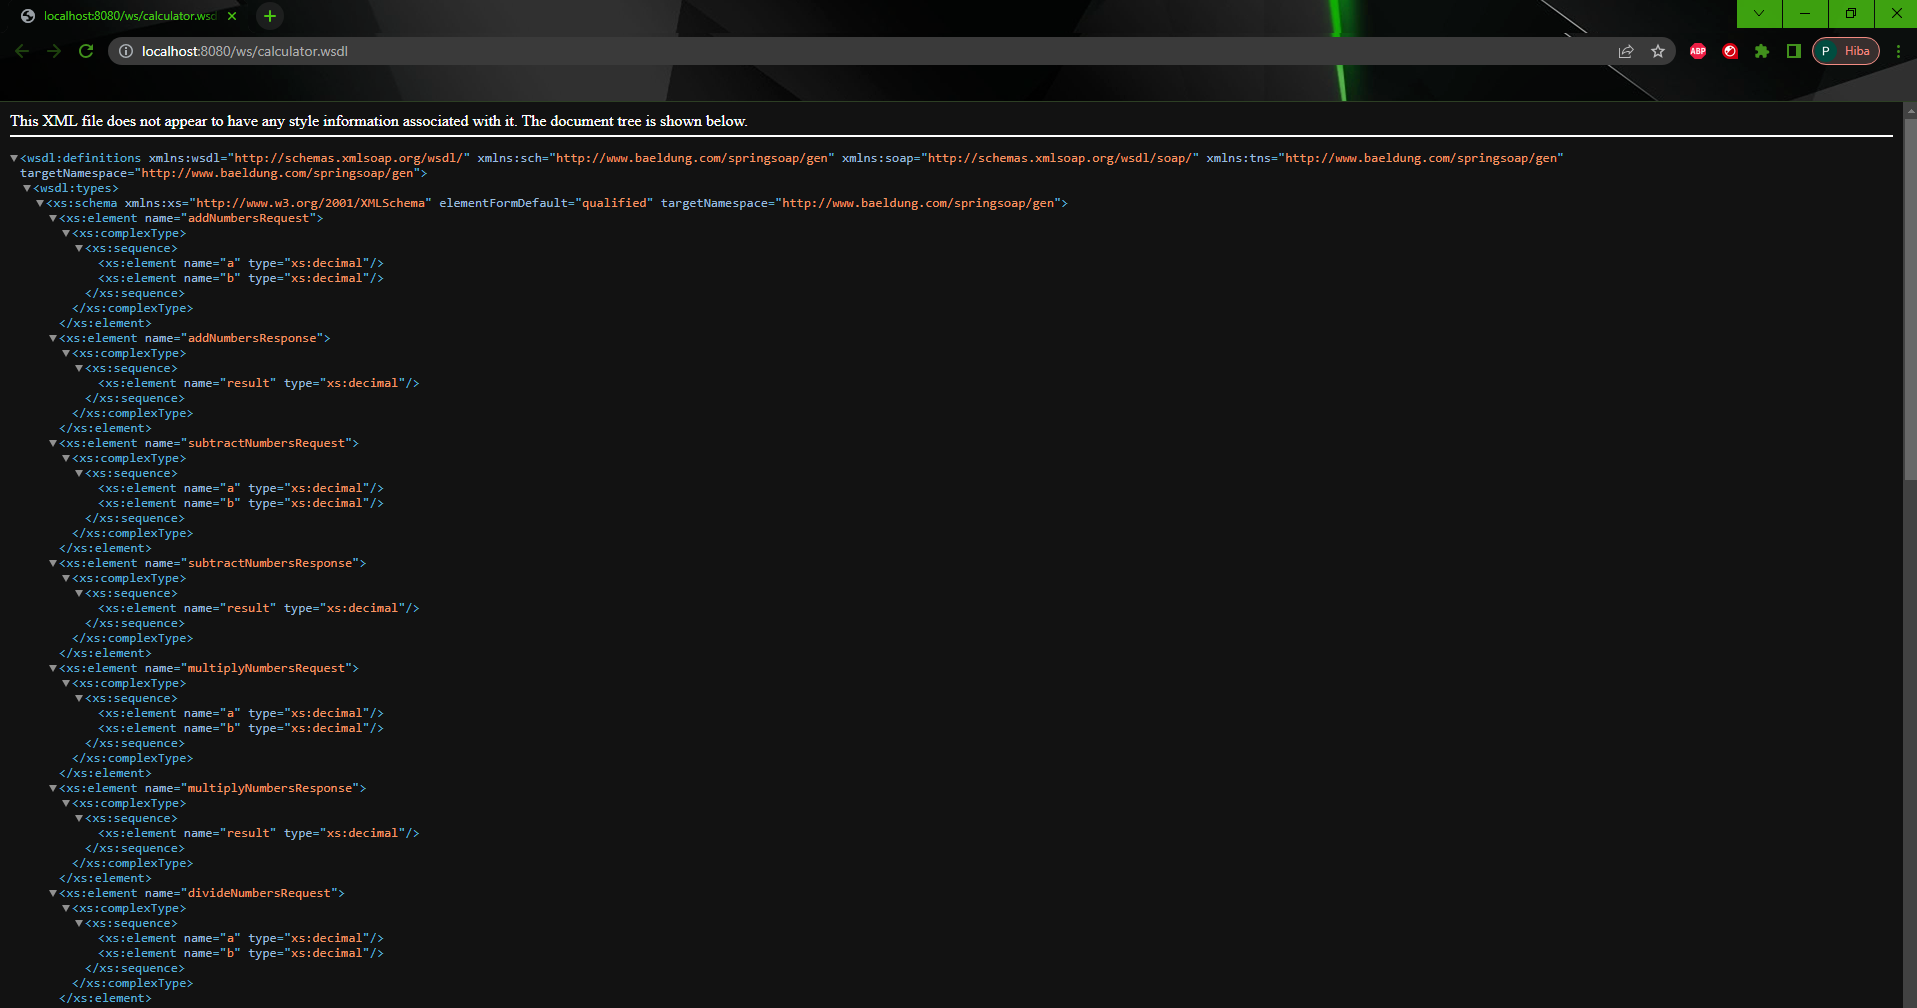 localhost:8080/ws/calculator.wsd
localhost:8080/ws/calculator.wsdl
ABP
P Hiba
This XML file does not appear to have any style information associated with it. The document tree is shown below.
<wsdl:definitions xmlns:wsdl="http://schemas.xmlsoap.org/wsdl/" xmlns:sch="http://www.baeldung.com/springsoap/gen" xmlns:soap="http://schemas.xmlsoap.org/wsdl/soap/" xmlns:tns="http://www.baeldung.com/springsoap/gen"
targetNamespace="http://www.baeldung.com/springsoap/gen">
<wsdl:types>
<xs:schema xmlns:xs="http://www.w3.org/2001/XMLSchema" elementFormDefault="qualified" targetNamespace="http://www.baeldung.com/springsoap/gen">
<xs:element name="addNumbersRequest">
<xs:complexType>
<xs:sequence>
<xs:element name="a" type="xs:decimal"/>
<xs:element name="b" type="xs:decimal"/>
</xs:sequence>
</xs:complexType>
</xs:element>
<xs:element name="addNumbersResponse">
<xs:complexType>
<xs:sequence>
<xs:element name="result" type="xs:decimal"/>
</xs:sequence>
</xs:complexType>
</xs:element>
<xs:element name="subtractNumbersRequest">
<xs:complexType>
<xs:sequence>
<xs:element name="a" type="xs:decimal"/>
<xs:element name="b" type="xs:decimal"/>
</xs:sequence>
</xs:complexType>
</xs:element>
<xs:element name="subtractNumbersResponse">
<xs:complexType>
<xs:sequence>
<xs:element name="result" type="xs:decimal"/>
</xs:sequence>
</xs:complexType>
</xs:element>
<xs:element name="multiplyNumbersRequest">
<xs:complexType>
<xs:sequence>
<xs:element name="a" type="xs:decimal"/>
<xs:element name="b" type="xs:decimal"/>
</xs:sequence>
</xs:complexType>
</xs:element>
<xs:element name="multiplyNumbersResponse">
<xs:complexType>
<xs:sequence>
<xs:element name="result" type="xs:decimal"/>
</xs:sequence>
</xs:complexType>
</xs:element>
<xs:element name="divideNumbersRequest">
<xs:complexType>
<xs:sequence>
<xs:element name="a" type="xs:decimal"/>
<xs:element name="b" type="xs:decimal"/>
</xs:sequence>
</xs:complexType>
</xs:element>